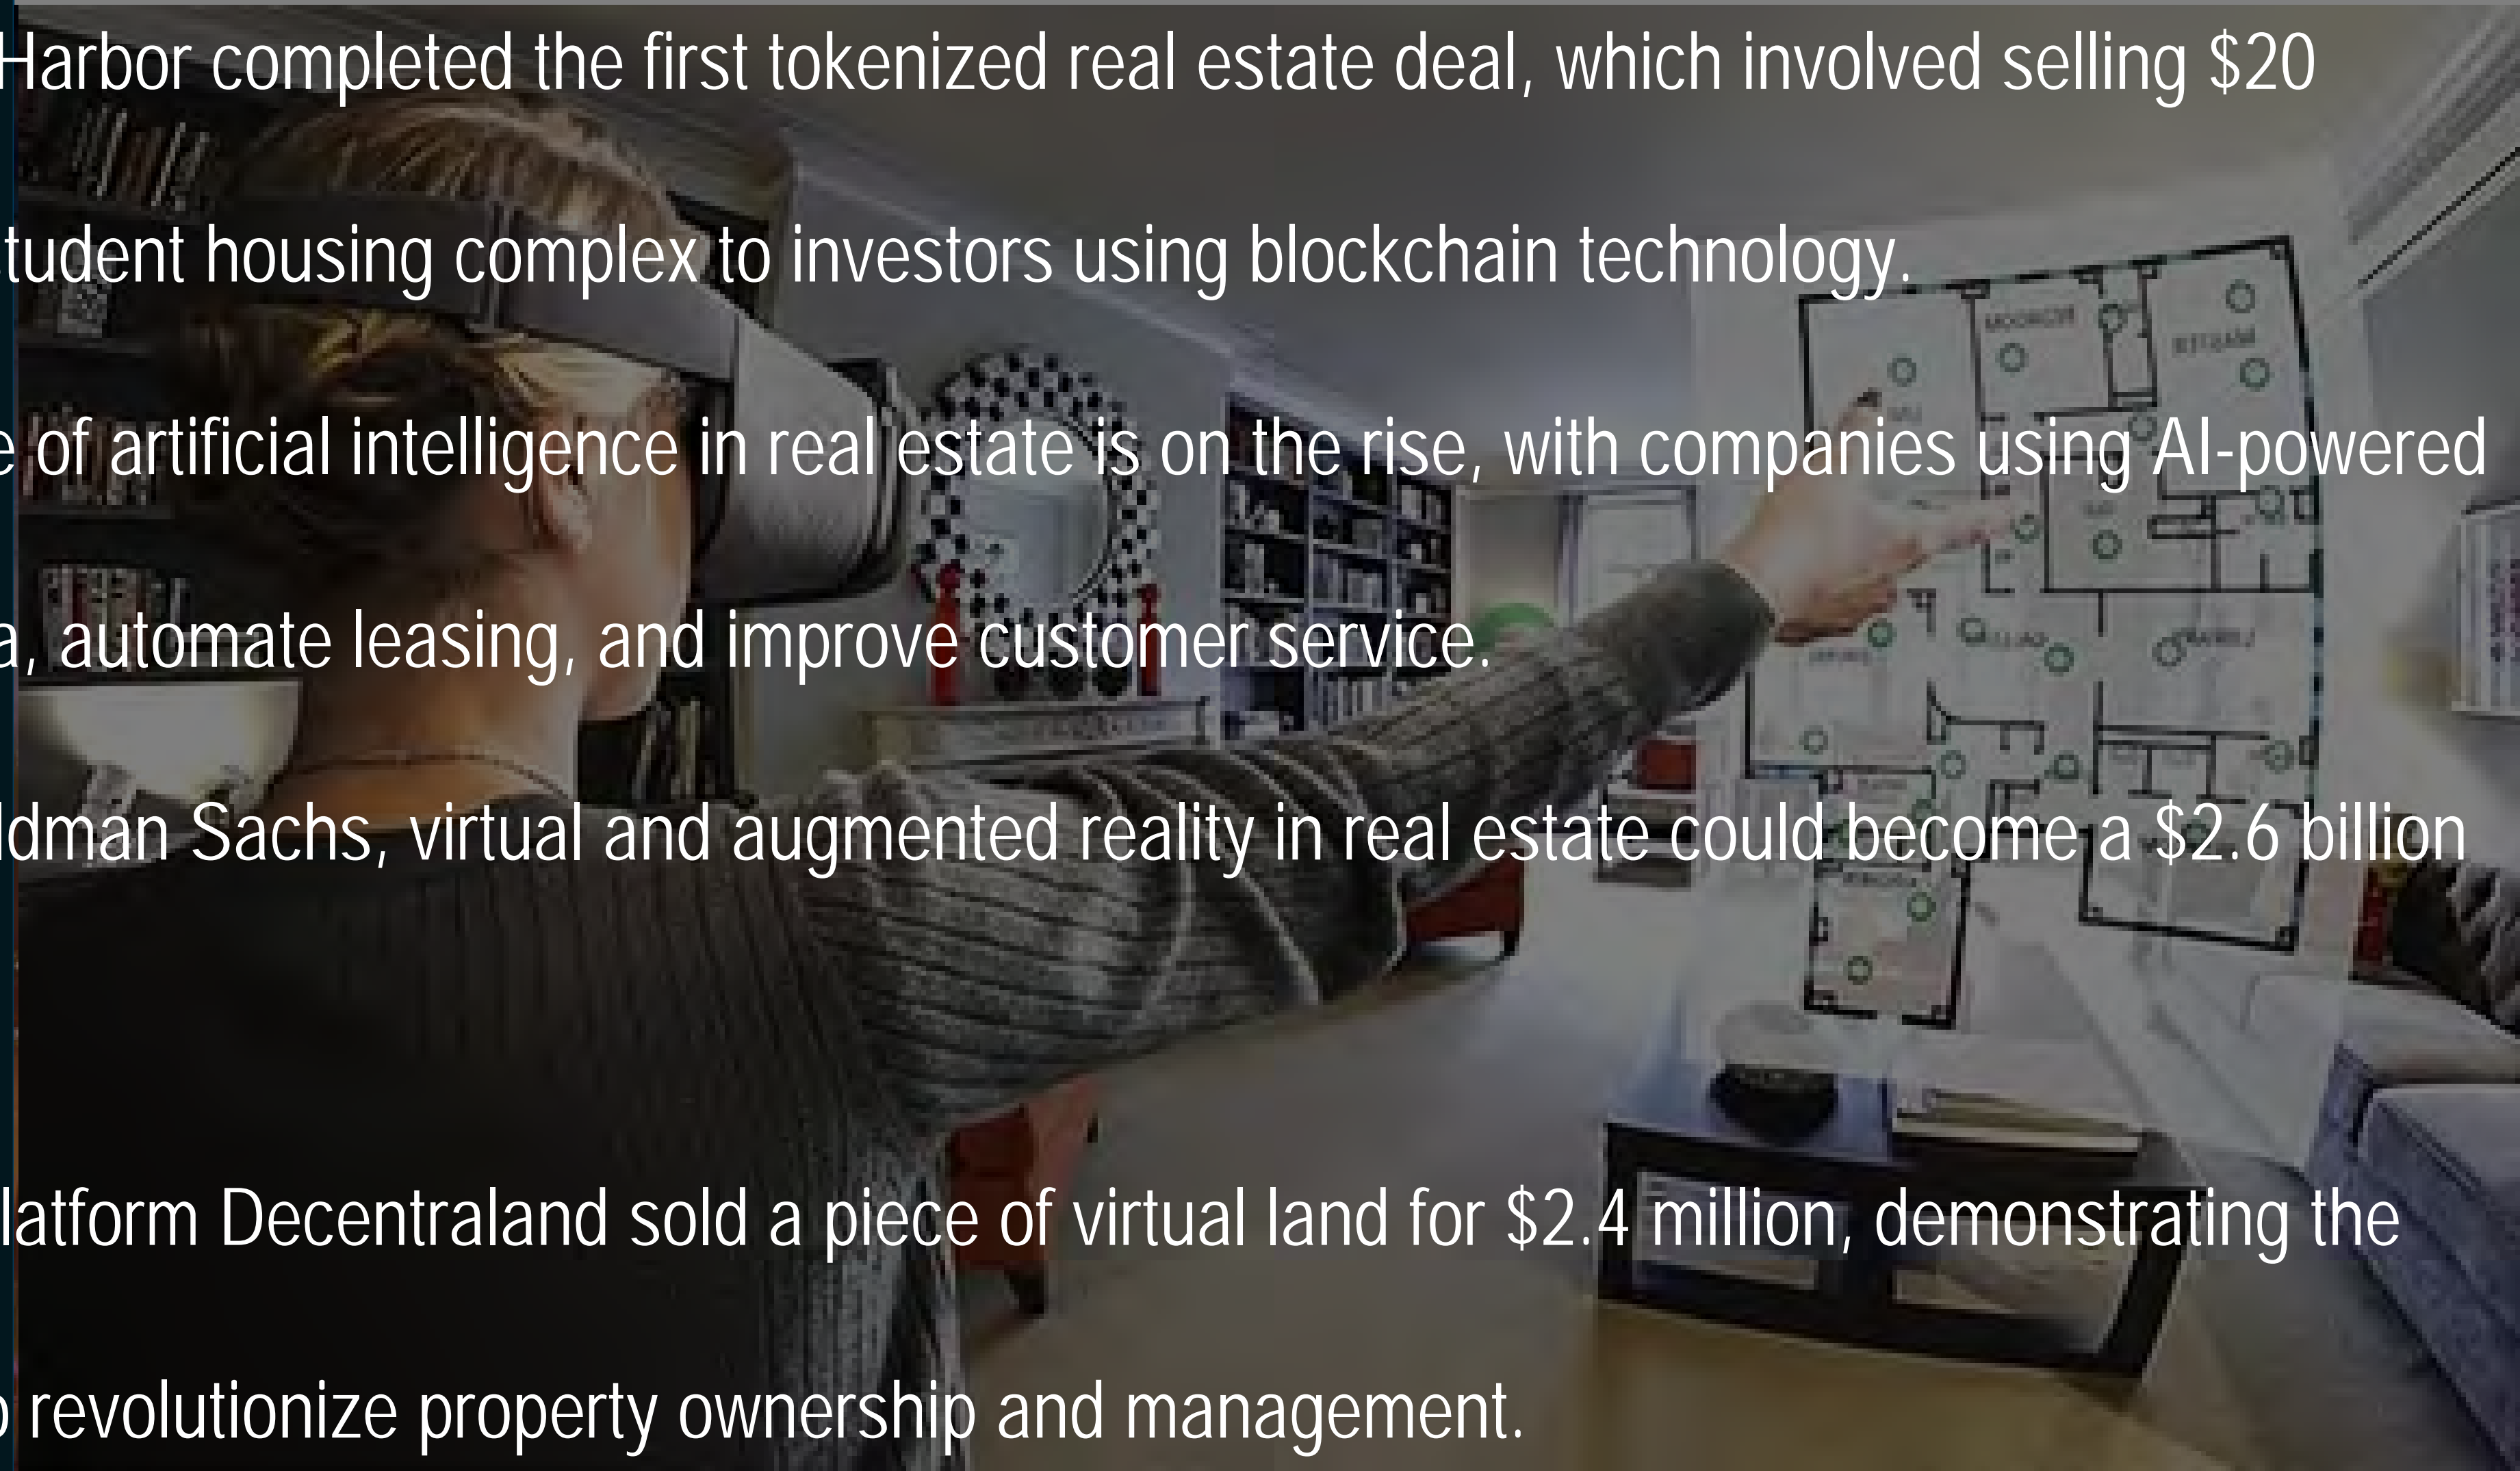 Harbor completed the first tokenized real estate deal, which involved selling $20
student housing complex to investors using blockchain technology.
of artificial intelligence in real estate is on the rise, with companies using AI-powered
automate leasing, and improve customer service.
Sachs, virtual and augmented reality in real estate could become a $2.6 billion
Decentraland sold a piece of virtual land for $2.4 million, demonstrating the
revolutionize property ownership and management.
BEDROOM
MASTER